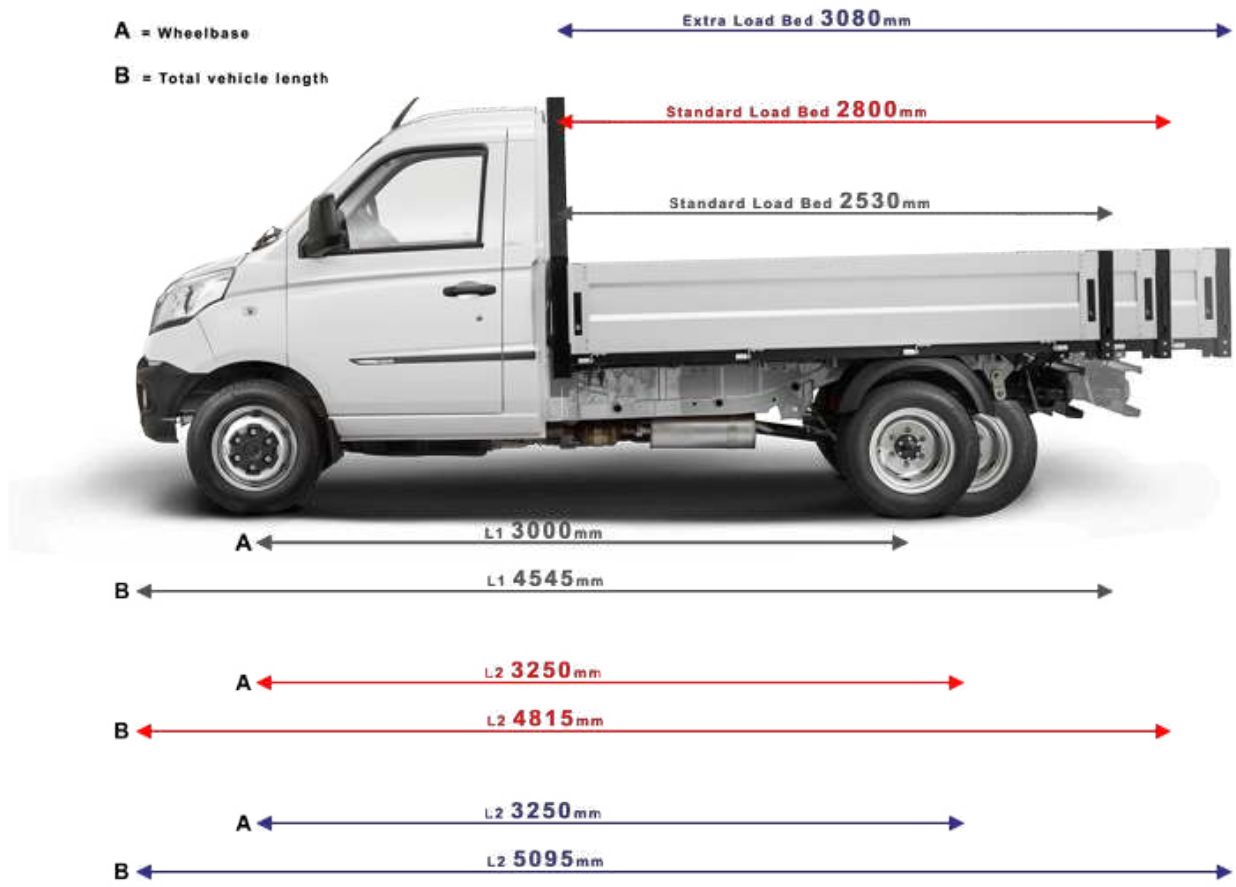 Extra Load Bed 3080mm
A = Wheelbase
B = Total vehicle length
Standard Load Bed 2800mm
Standard Load Bed 2530mm
A L1 3000mm
B L1 4545mm
A L2 3250mm
B L2 4815mm
A L2 3250mm
B L2 5095mm